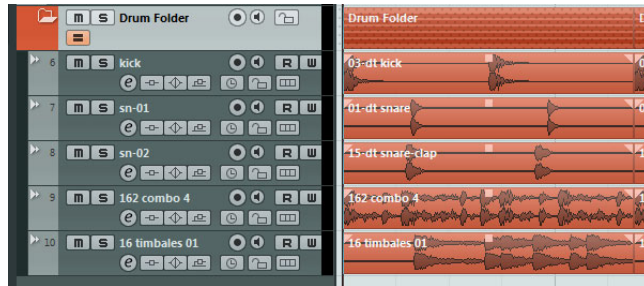 m S Drum Folder
Drum Folder
6 m S kick R W
e
03-dt kick
7 m S sn-01 R W
e
01-dt snare
8 m S sn-02 R W
e
15-dt snare-clap
9 m S 162 combo 4 R W
e
162 combo 4
10 m S 16 timbales 01 R W
e
16 timbales 01